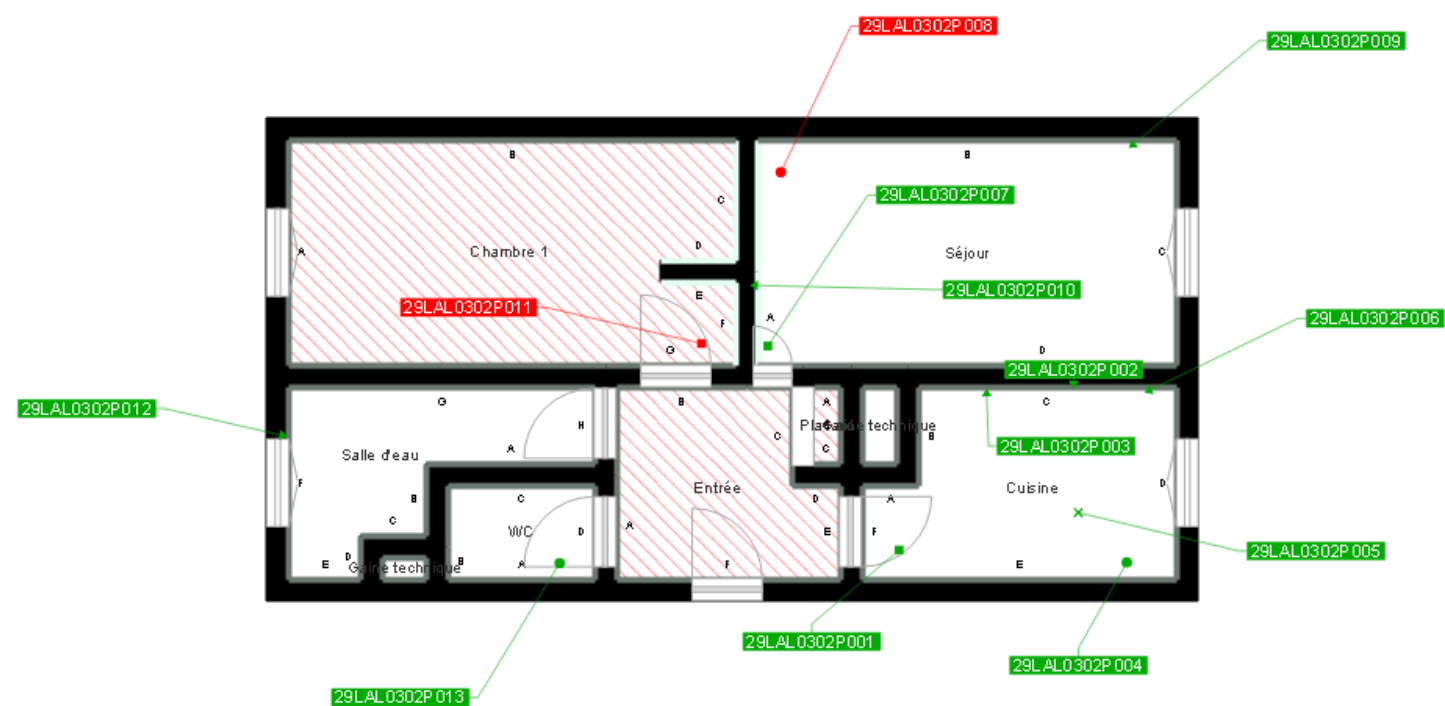 29LAL0302P008
29LAL0302P009
B
B
29LAL0302P007
C
D
A
Chambre 1
Séjour
C
E
29LAL0302P010
29LAL0302P011
F
A
29LAL0302P006
G
D
29LAL0302P002
29LAL0302P012
G
B
A
C
H
C
B
29LAL0302P003
A
C
Salle d'eau
technique
F
B
C
Entrée
D
A
Cuisine
D
C
WC
D
A
E
F
29LAL0302P005
E
D
B
A
F
E
Gaine technique
29LAL0302P001
29LAL0302P004
29LAL0302P013